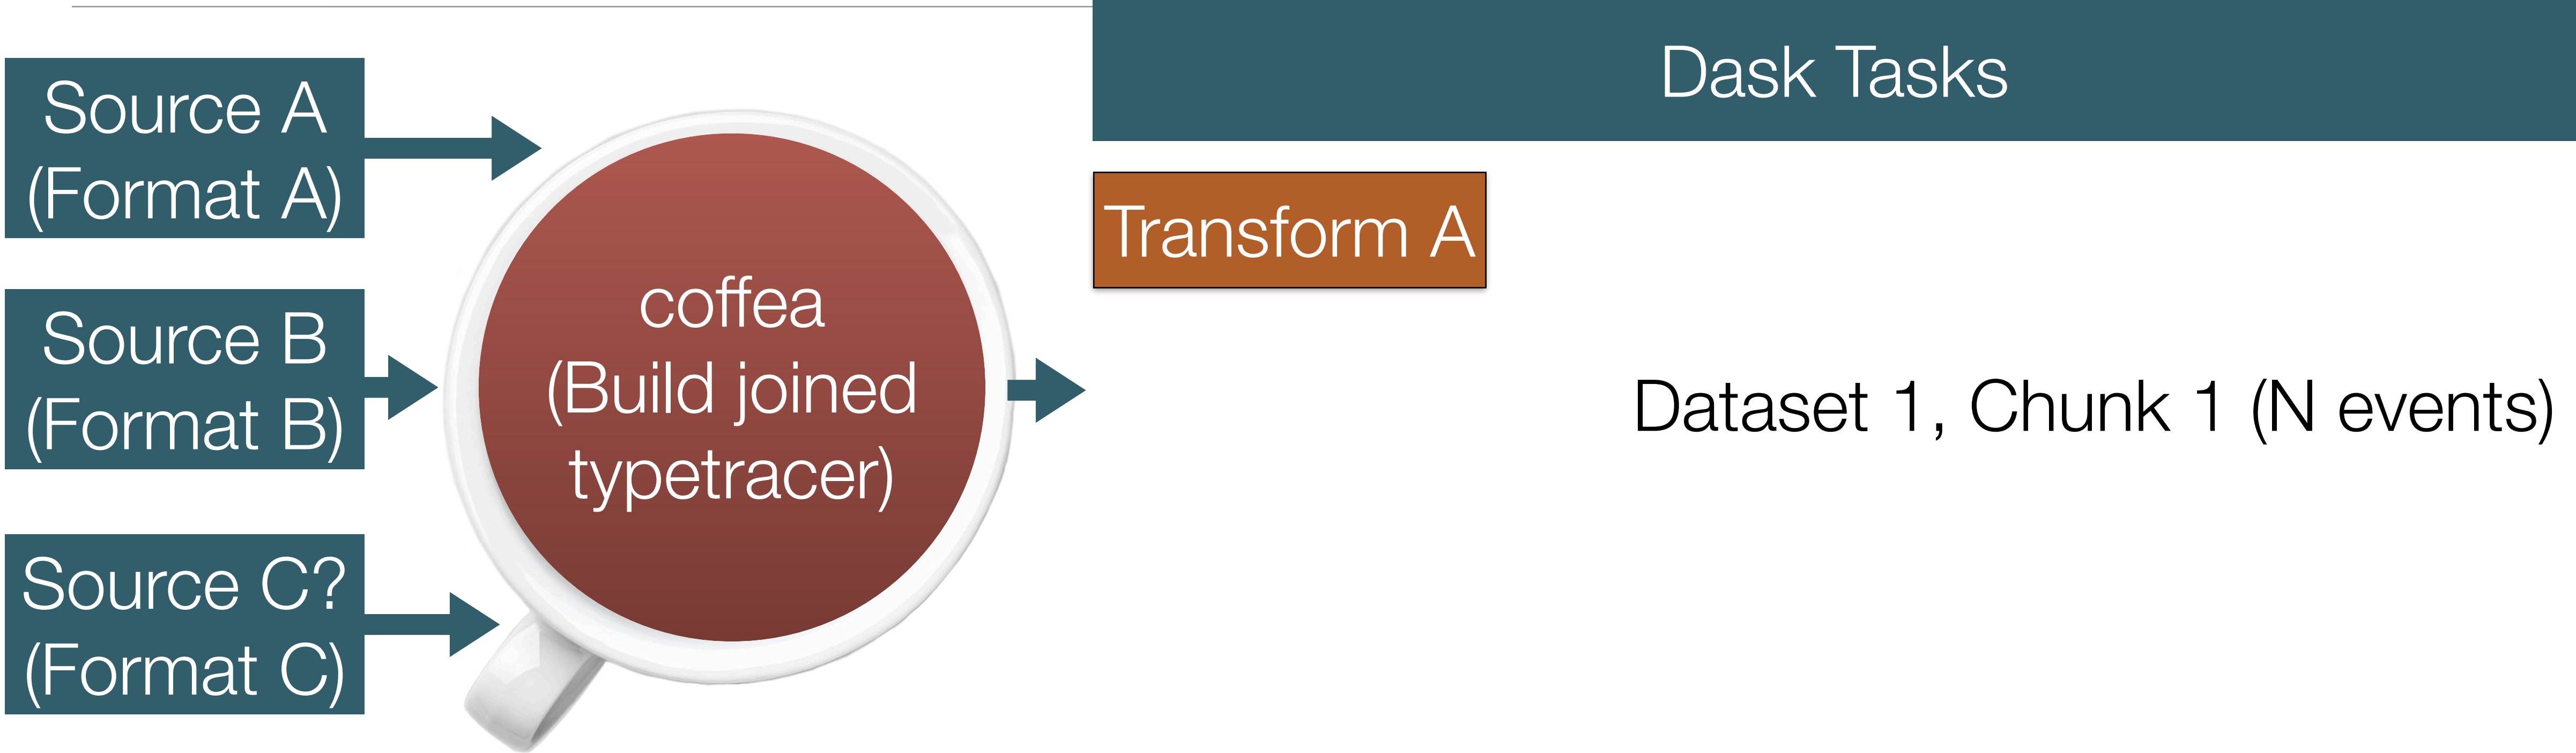 Dask Tasks
Source A
(Format A)
Transform A
Source B
(Format B)
coffea
(Build joined
typetracer)
Dataset 1, Chunk 1 (N events)
Source C?
(Format C)